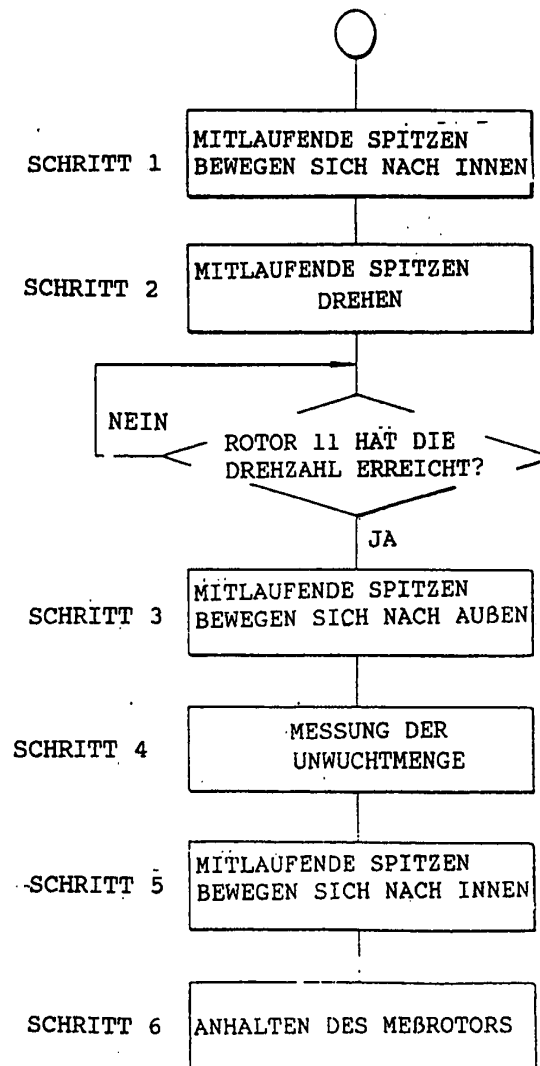 SCHRITT 1
MITLAUFENDE SPITZEN
BEWEGEN SICH NACH INNEN
SCHRITT 2
MITLAUFENDE SPITZEN
DREHEN
NEIN
ROTOR 11 HAT DIE
DREHZAHL ERREICHT?
JA
SCHRITT 3
MITLAUFENDE SPITZEN
BEWEGEN SICH NACH AUßEN
SCHRITT 4
MESSUNG DER
UNWUCHTMENGE
SCHRITT 5
MITLAUFENDE SPITZEN
BEWEGEN SICH NACH INNEN
SCHRITT 6
ANHALTEN DES MEßROTORS